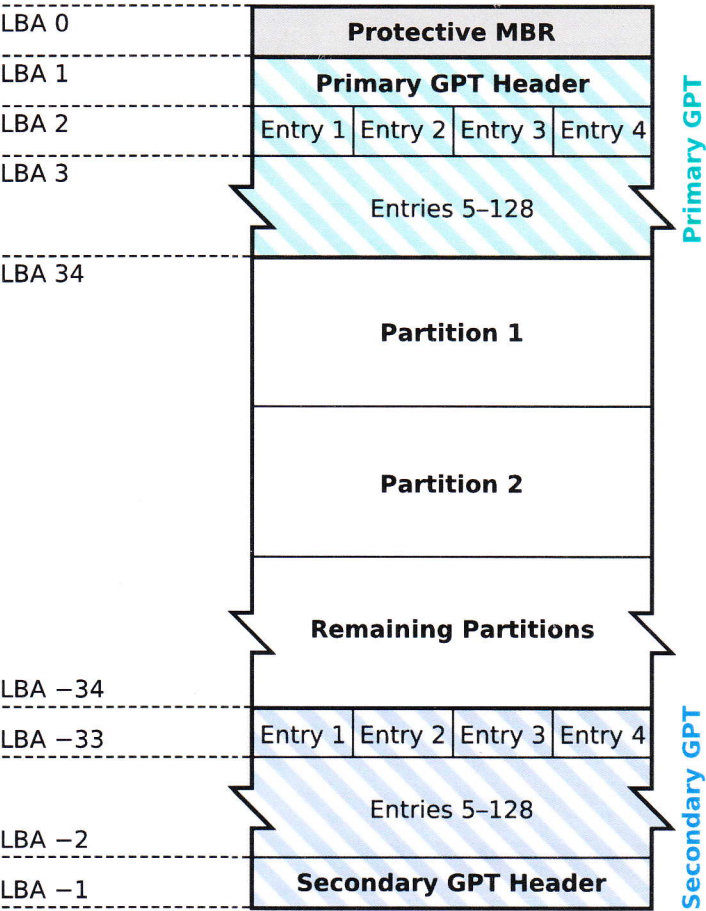 LBA 0
Protective MBR
LBA 1
Primary GPT Header
LBA 2
Entry 1 Entry 2 Entry 3 Entry 4
LBA 3
Entries 5–128
Primary GPT
LBA 34
Partition 1
Partition 2
Remaining Partitions
LBA −34
LBA −33
Entry 1 Entry 2 Entry 3 Entry 4
Entries 5–128
LBA −2
LBA −1
Secondary GPT Header
Secondary GPT